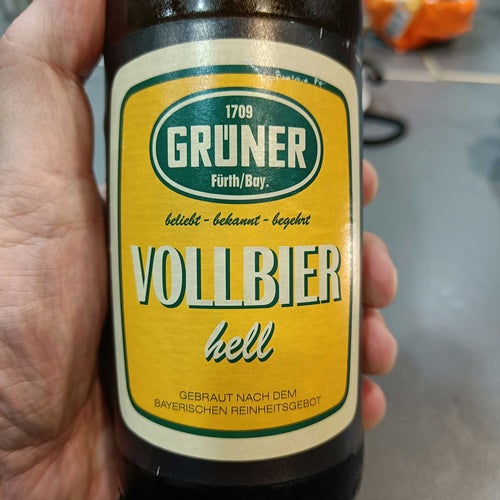 1709
GRÜNER
Fürth/Bay.
beliebt - bekannt - begehrt
VOLLBIER
hell
GEBRAUT NACH DEM
BAYERISCHEN REINHEITSGEBOT